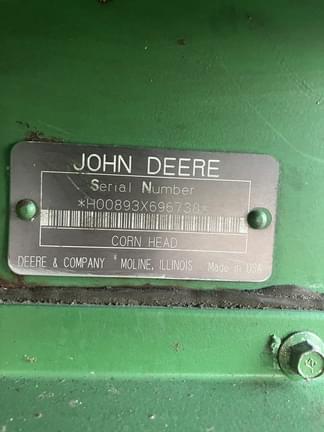 JOHN DEERE
Serial Number
*H00893X696738*
CORN HEAD
DEERE & COMPANY MOLINE, ILLINOIS Made in USA